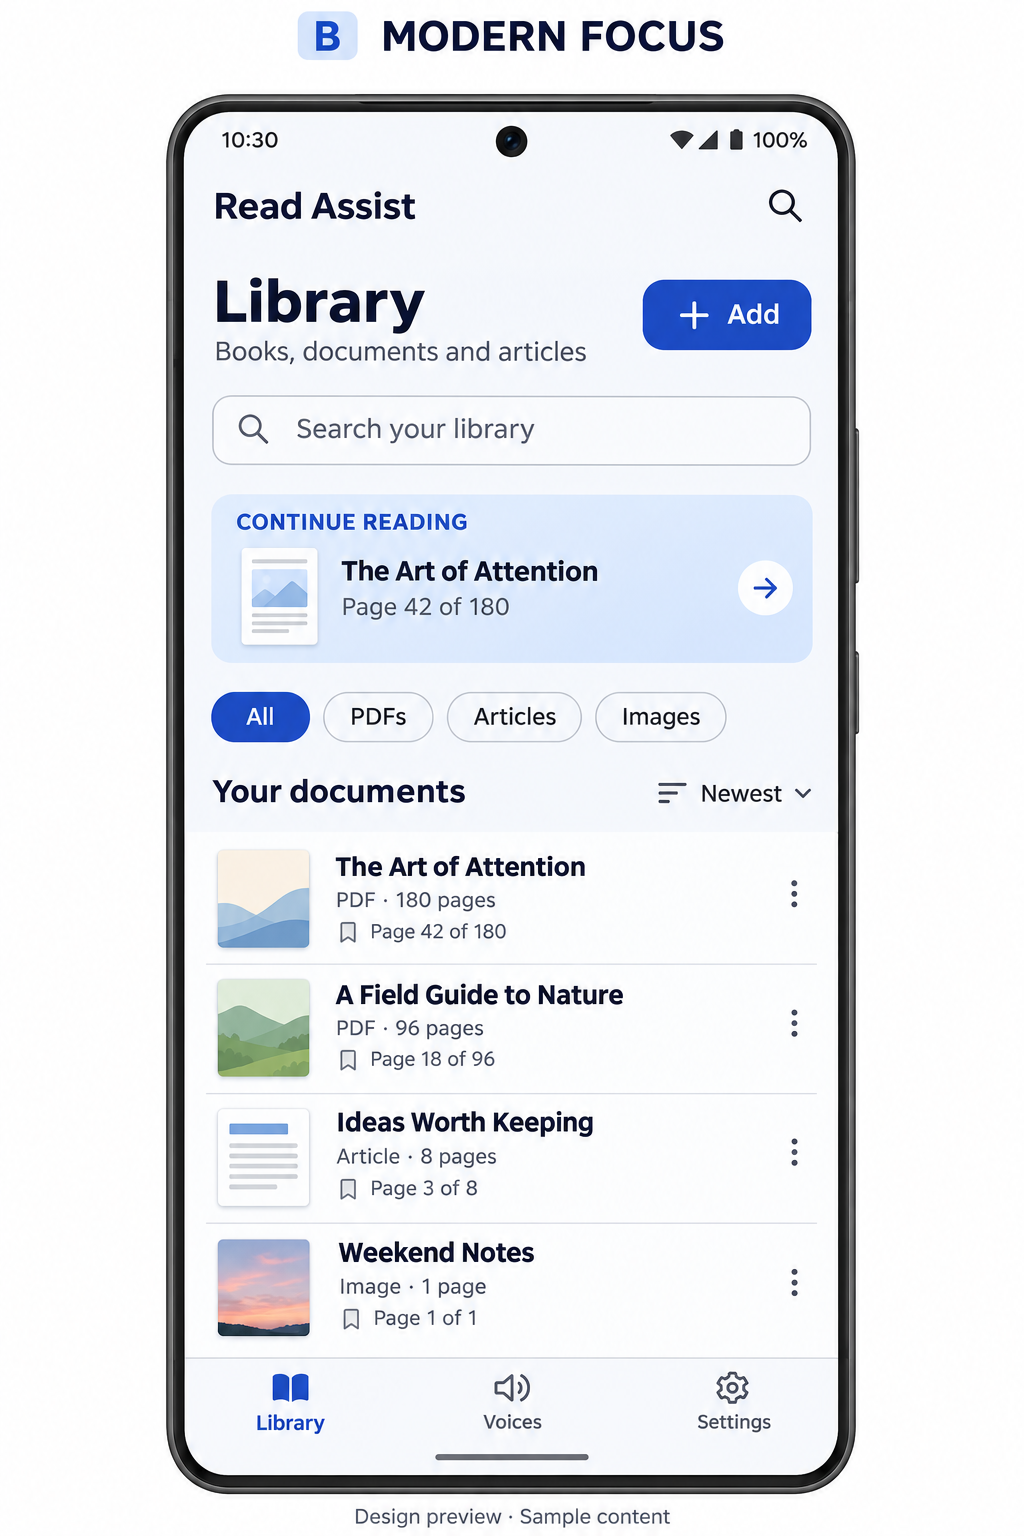 B MODERN FOCUS
10:30 100%
Read Assist
Library
+ Add
Books, documents and articles
Search your library
CONTINUE READING
The Art of Attention
Page 42 of 180
All PDFs Articles Images
Your documents Newest
The Art of Attention
PDF · 180 pages
Page 42 of 180
A Field Guide to Nature
PDF · 96 pages
Page 18 of 96
Ideas Worth Keeping
Article · 8 pages
Page 3 of 8
Weekend Notes
Image · 1 page
Page 1 of 1
Library Voices Settings
Design preview · Sample content